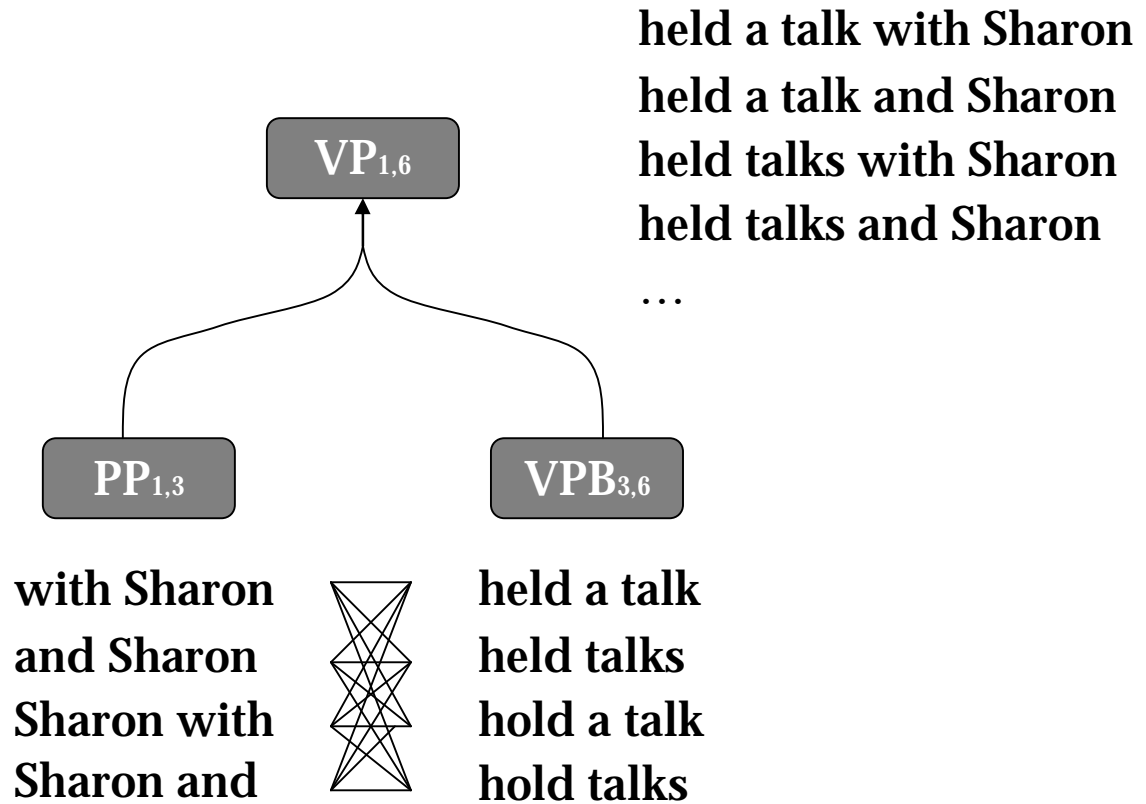 held a talk with Sharon
held a talk and Sharon
held talks with Sharon
held talks and Sharon
…
VP1,6
PP1,3
VPB3,6
with Sharon
and Sharon
Sharon with
Sharon and
held a talk
held talks
hold a talk
hold talks